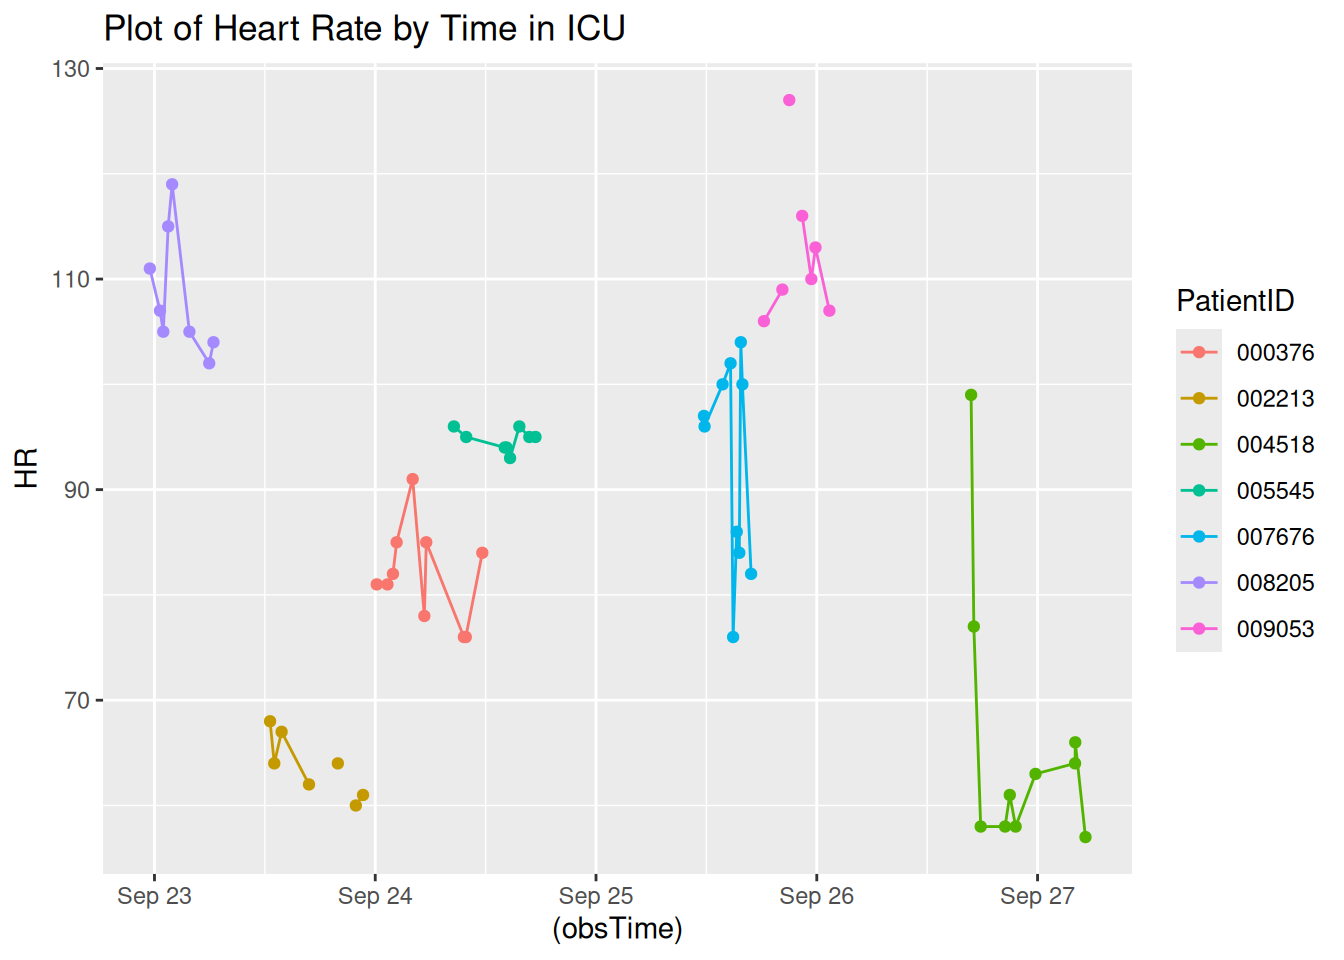 Plot of Heart Rate by Time in ICU
130
110
90
70
HR
Sep 23 Sep 24 Sep 25 Sep 26 Sep 27
(obsTime)
PatientID
000376
002213
004518
005545
007676
008205
009053